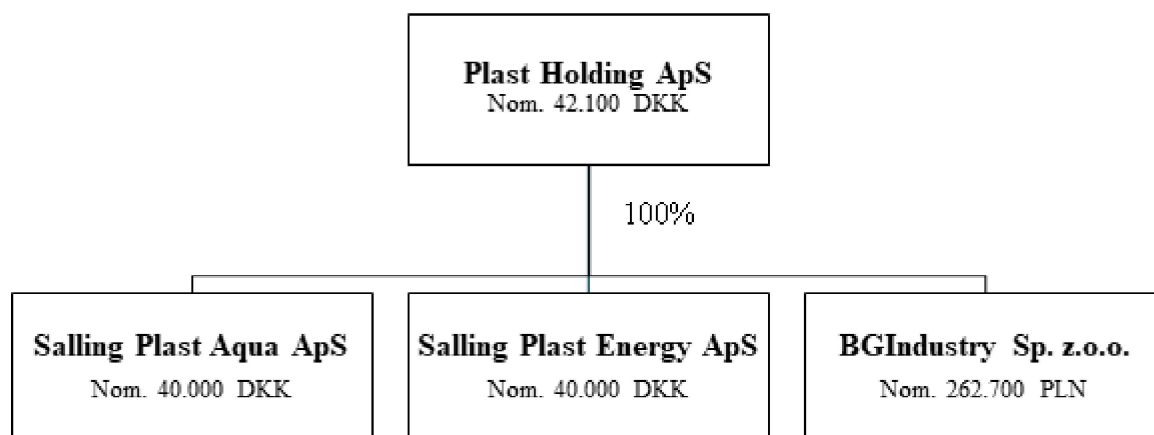 Plast Holding ApS
Nom. 42.100 DKK
100%
Salling Plast Aqua ApS
Nom. 40.000 DKK
Salling Plast Energy ApS
Nom. 40.000 DKK
BGIndustry Sp. z.o.o.
Nom. 262.700 PLN